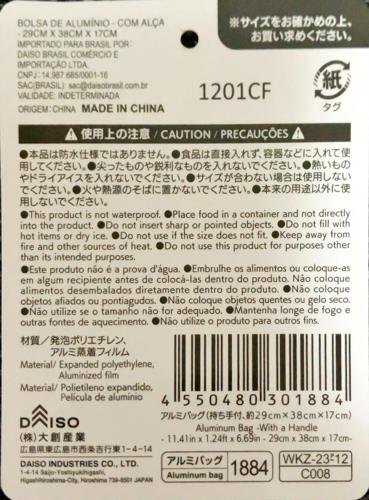 BOLSA DE ALUMÍNIO - COM ALÇA
- 29CM X 38CM X 17CM
IMPORTADO PARA BRASIL POR:
DAISO BRASIL COMÉRCIO E
IMPORTAÇÃO LTDA.
CNPJ: 14.987.685/0001-16
SAC(BRASIL): sac@daisobrasil.com.br
VALIDADE: INDETERMINADA
ORIGEM: CHINA MADE IN CHINA
※サイズをお確かめの上、
お買い求めください。
紙
タグ
1201CF
使用上の注意 / CAUTION / PRECAUÇÕES
●本品は防水仕様ではありません。●食品は直接入れず、容器などに入れて使
用してください。●尖ったものや鋭利なものを入れないでください。●熱いもの
やドライアイスを入れないでください。●サイズが合わない場合は使用しない
でください。●火や熱源のそばに置かないでください。●本来の用途以外に使
用しないでください。
●This product is not waterproof. ●Place food in a container and not directly
into the product. ●Do not insert sharp or pointed objects. ●Do not fill with
hot items or dry ice. ●Do not use if the size does not fit. ●Keep away from
fire and other sources of heat. ●Do not use this product for purposes other
than its intended purposes.
●Este produto não é a prova d'água. ●Embrulhe os alimentos ou coloque-as
em algum recipiente antes de colocá-las dentro do produto. Não coloque
alimentos desembalados diretamente dentro do produto. ●Não coloque
objetos afiados ou pontiagudos. ●Não coloque objetos quentes ou gelo seco.
●Não utilize se o tamanho não for adequado. ●Mantenha longe de fogo e
outras fontes de aquecimento. ●Não utilize o produto para outros fins.
材質／発泡ポリエチレン、
アルミ蒸着フィルム
Material/ Expanded polyethylene,
Aluminized film
Material/ Polietileno expandido,
Película de alumínio
4 550480 301884
DAISO
(株)大創産業
広島県東広島市西条吉行東1-4-14
DAISO INDUSTRIES CO., LTD.
1-4-14 Saijo-Yoshiyukihigashi,
Higashihiroshima-City, Hiroshima 739-8501 JAPAN
アルミバッグ(持ち手付、約29cm×38cm×17cm)
Aluminum Bag -With a Handle
- 11.41in x 1.24ft x 6.69in - 29cm x 38cm x 17cm-
アルミバッグ
Aluminum bag
1884
WKZ-23=12
C008